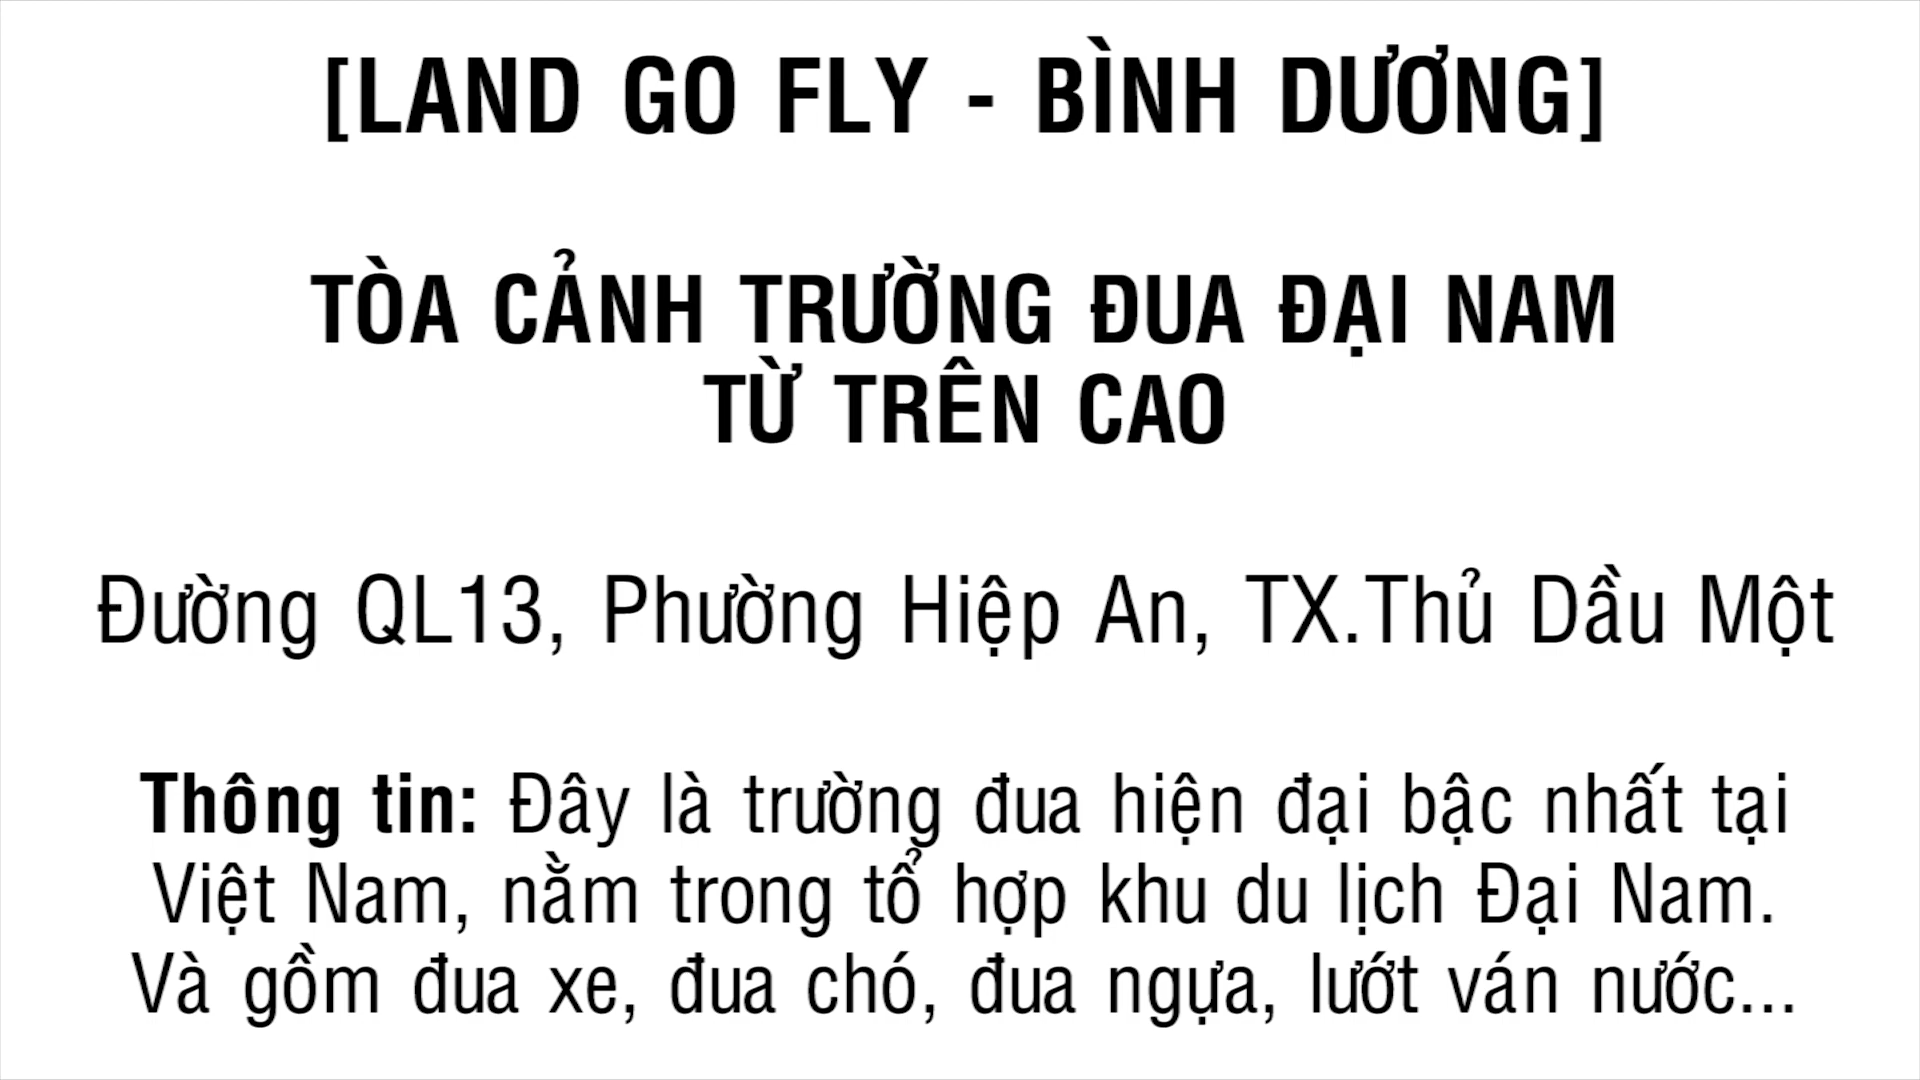 [LAND GO FLY - BÌNH DƯƠNG]
TÒA CẢNH TRƯỜNG ĐUA ĐẠI NAM
TỪ TRÊN CAO
Đường QL13, Phường Hiệp An, TX.Thủ Dầu Một
Thông tin: Đây là trường đua hiện đại bậc nhất tại
Việt Nam, nằm trong tổ hợp khu du lịch Đại Nam.
Và gồm đua xe, đua chó, đua ngựa, lướt ván nước...